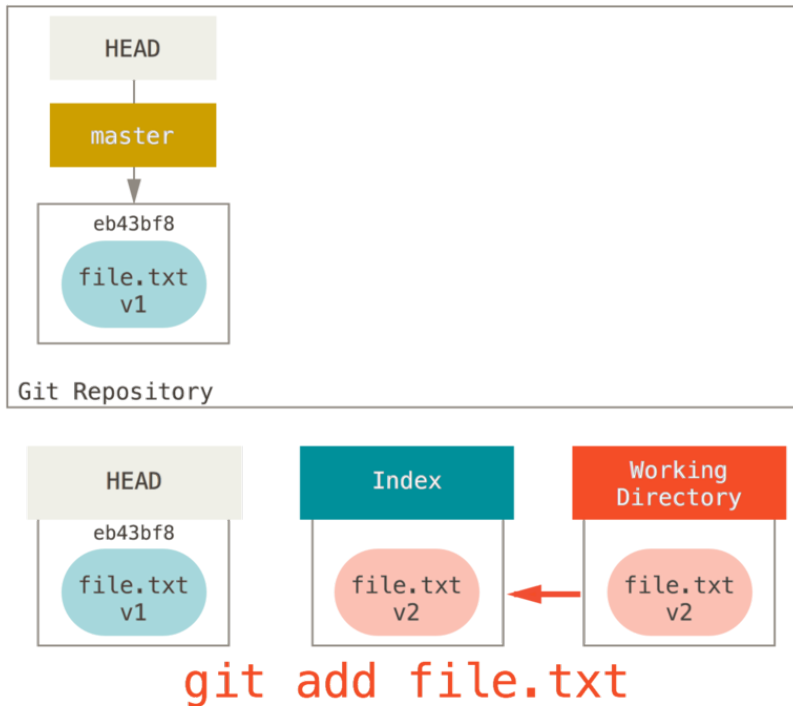 HEAD
master
eb43bf8
file.txt
v1
Git Repository
HEAD
Index
Working
Directory
eb43bf8
file.txt
v1
file.txt
v2
file.txt
v2
git add file.txt